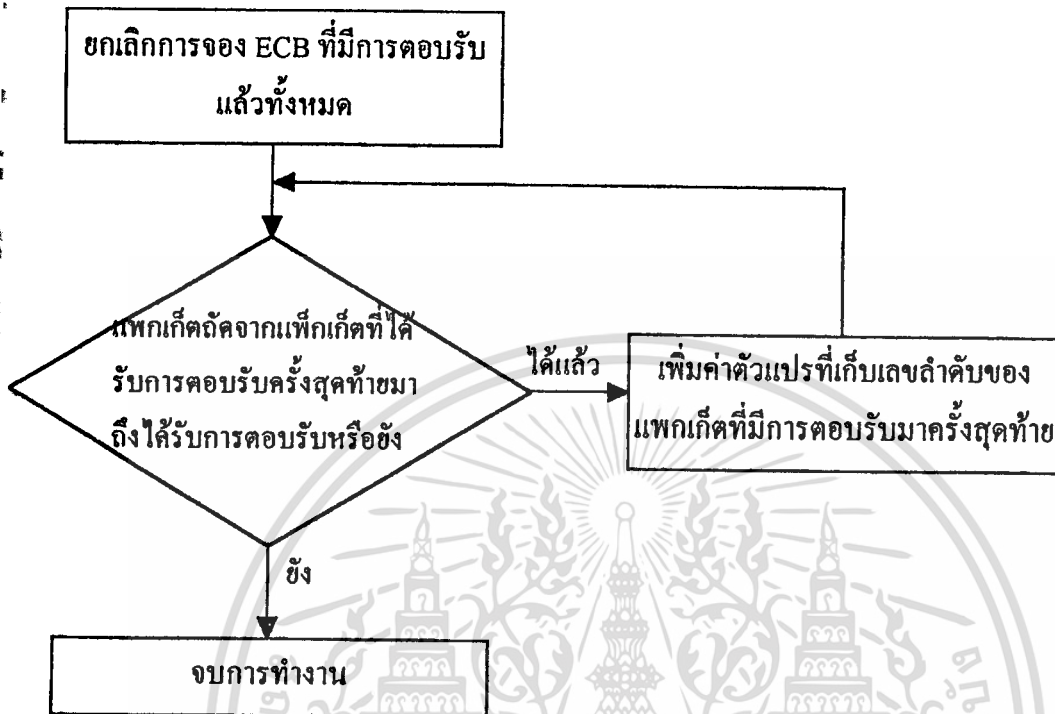 ยกเลิกการจอง ECB ที่มีการตอบรับ
แล้วทั้งหมด
แพกเก็ตถัดจากแพ็กเก็ตที่ได้
รับการตอบรับครั้งสุดท้ายมา
ถึงได้รับการตอบรับหรือยัง
ได้แล้ว
เพิ่มค่าตัวแปรที่เก็บเลขลำดับของ
แพกเก็ตที่มีการตอบรับมาครั้งสุดท้าย
ยัง
จบการทำงาน